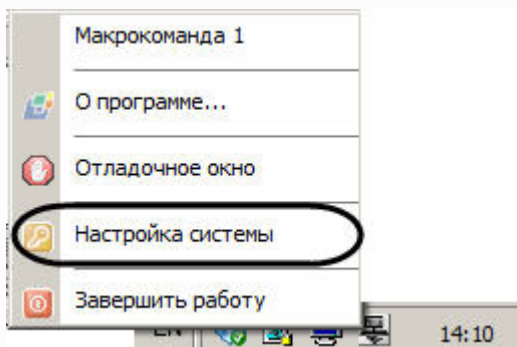 Макрокоманда 1
О программе...
Отладочное окно
Настройка системы
Завершить работу
EN 14:10